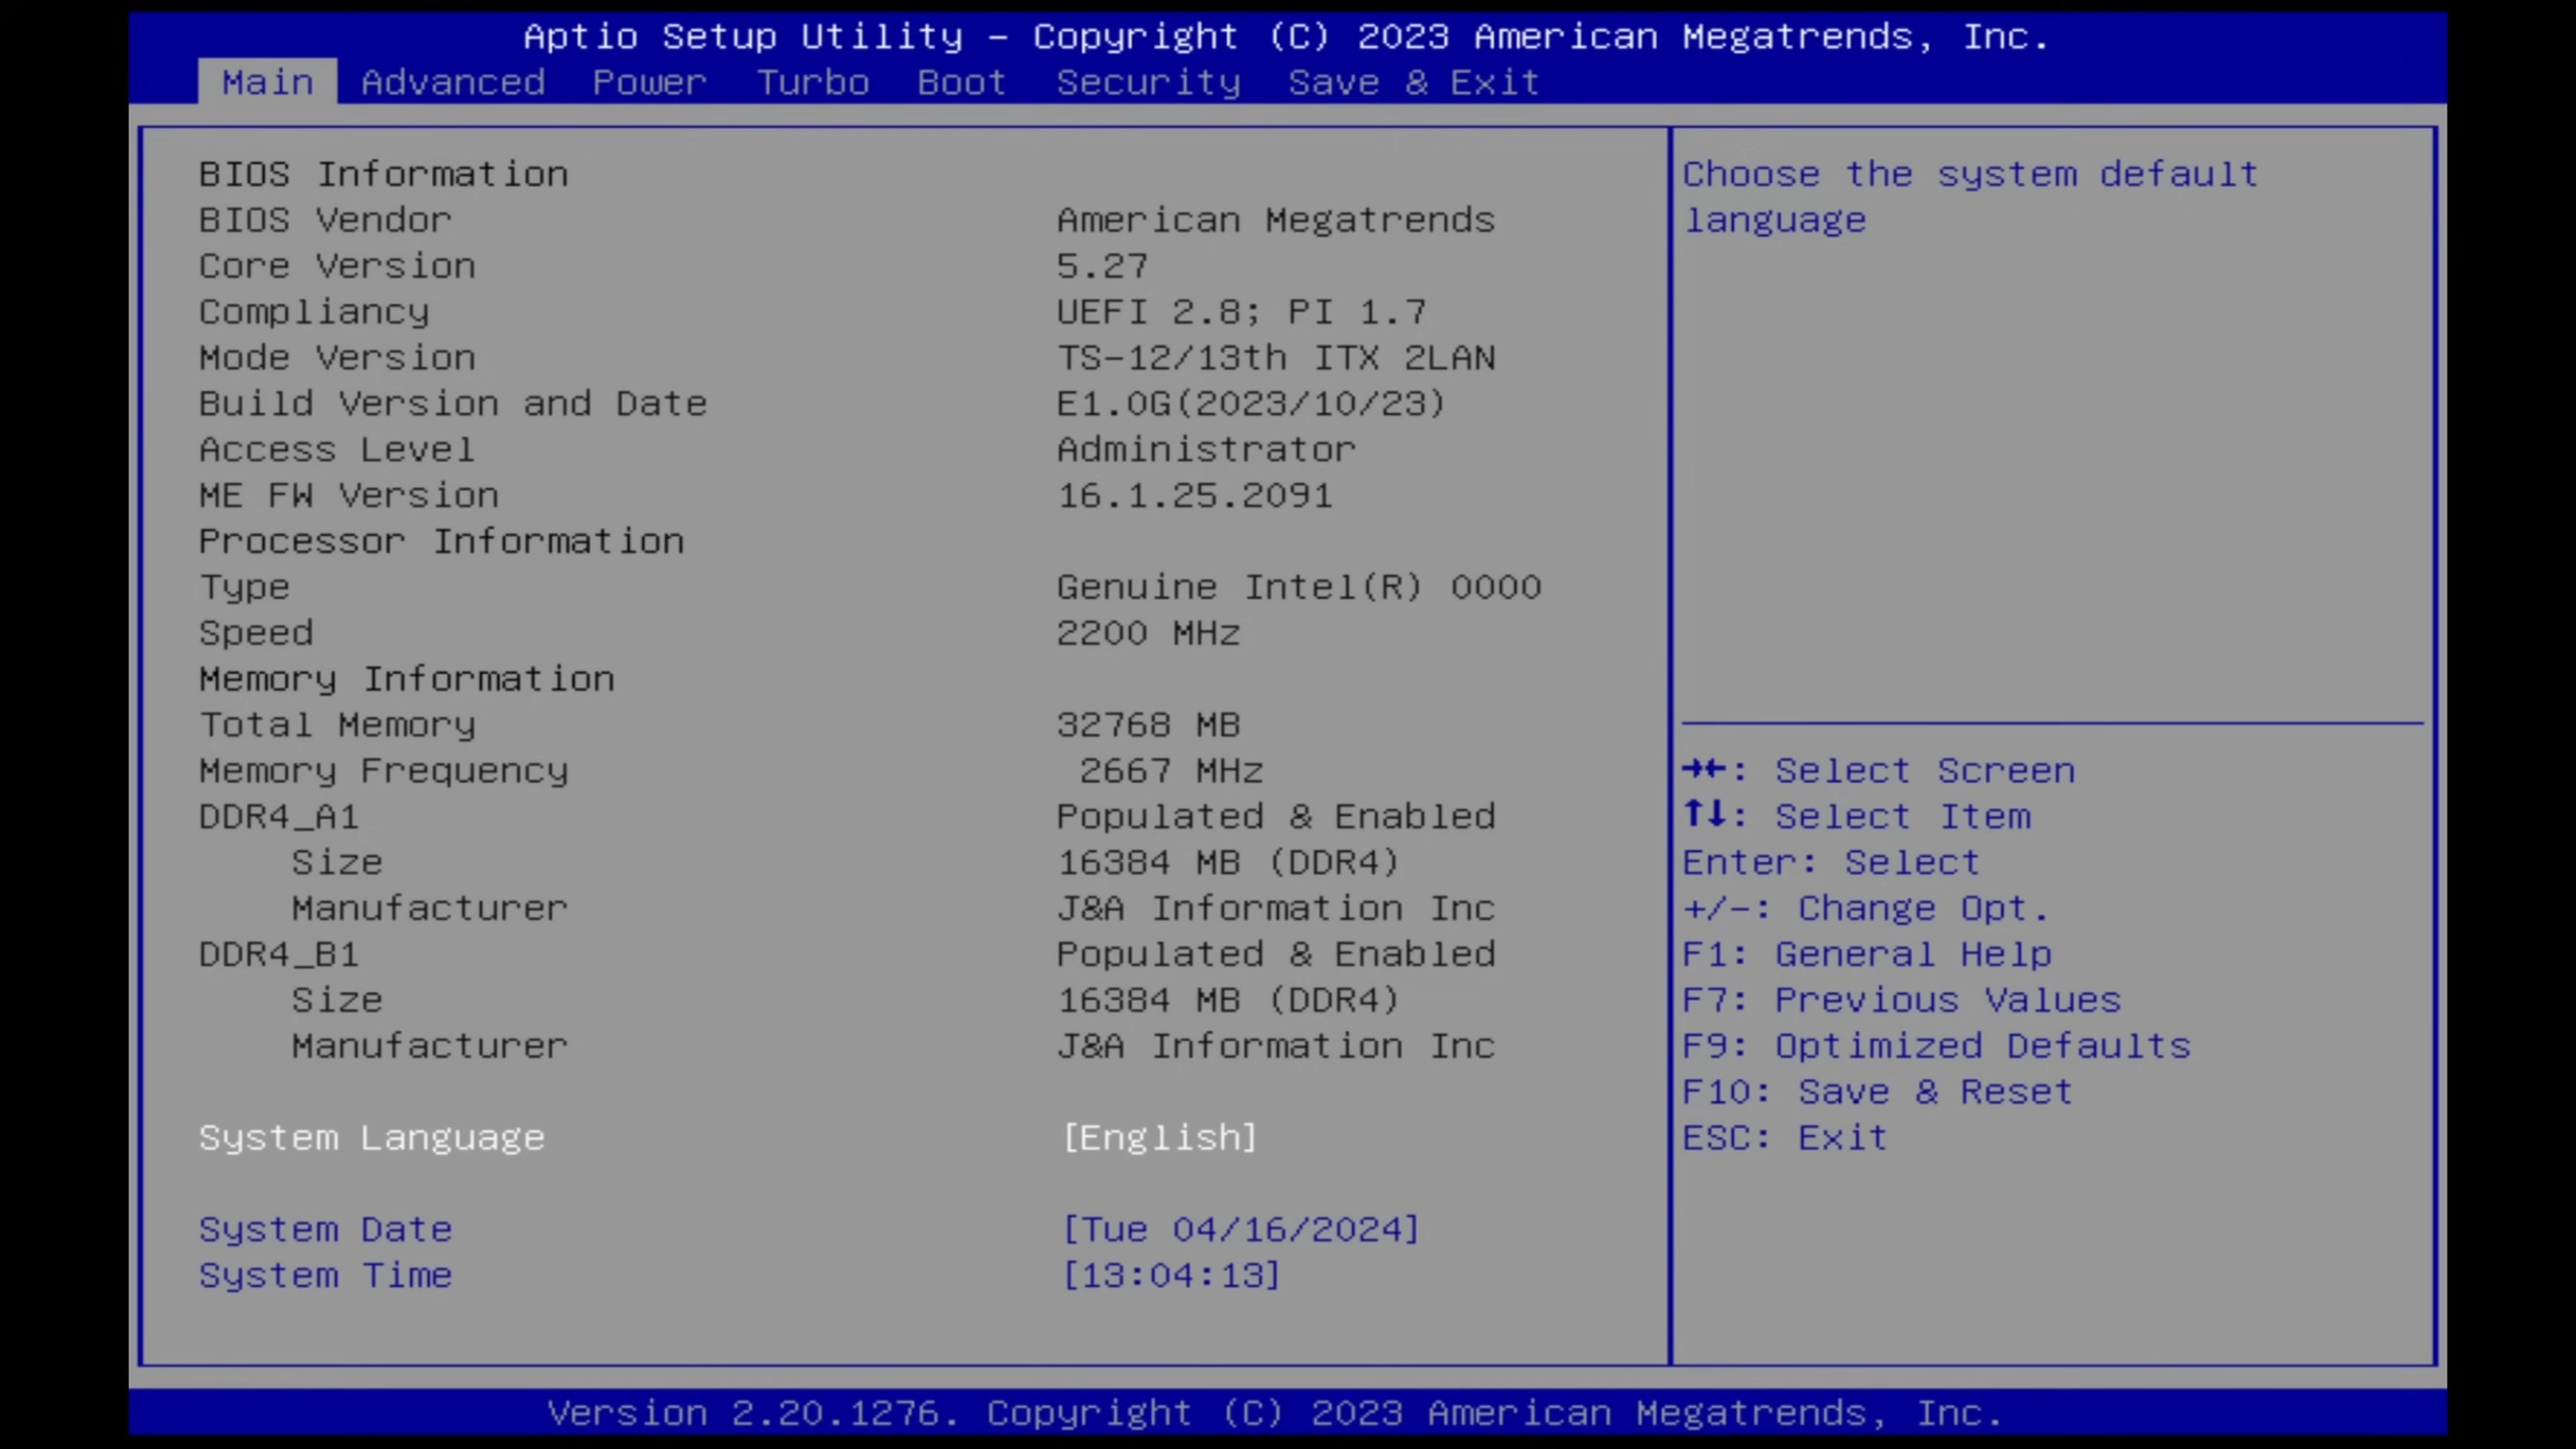 Aptio Setup Utility – Copyright (C) 2023 American Megatrends, Inc.
Main Advanced Power Turbo Boot Security Save & Exit
BIOS Information
BIOS Vendor American Megatrends
Core Version 5.27
Compliancy UEFI 2.8; PI 1.7
Mode Version TS-12/13th ITX 2LAN
Build Version and Date E1.0G(2023/10/23)
Access Level Administrator
ME FW Version 16.1.25.2091
Processor Information
Type Genuine Intel(R) 0000
Speed 2200 MHz
Memory Information
Total Memory 32768 MB
Memory Frequency 2667 MHz
DDR4_A1 Populated & Enabled
Size 16384 MB (DDR4)
Manufacturer J&A Information Inc
DDR4_B1 Populated & Enabled
Size 16384 MB (DDR4)
Manufacturer J&A Information Inc
System Language [English]
System Date [Tue 04/16/2024]
System Time [13:04:13]
Choose the system default
language
→←: Select Screen
↑↓: Select Item
Enter: Select
+/-: Change Opt.
F1: General Help
F7: Previous Values
F9: Optimized Defaults
F10: Save & Reset
ESC: Exit
Version 2.20.1276. Copyright (C) 2023 American Megatrends, Inc.